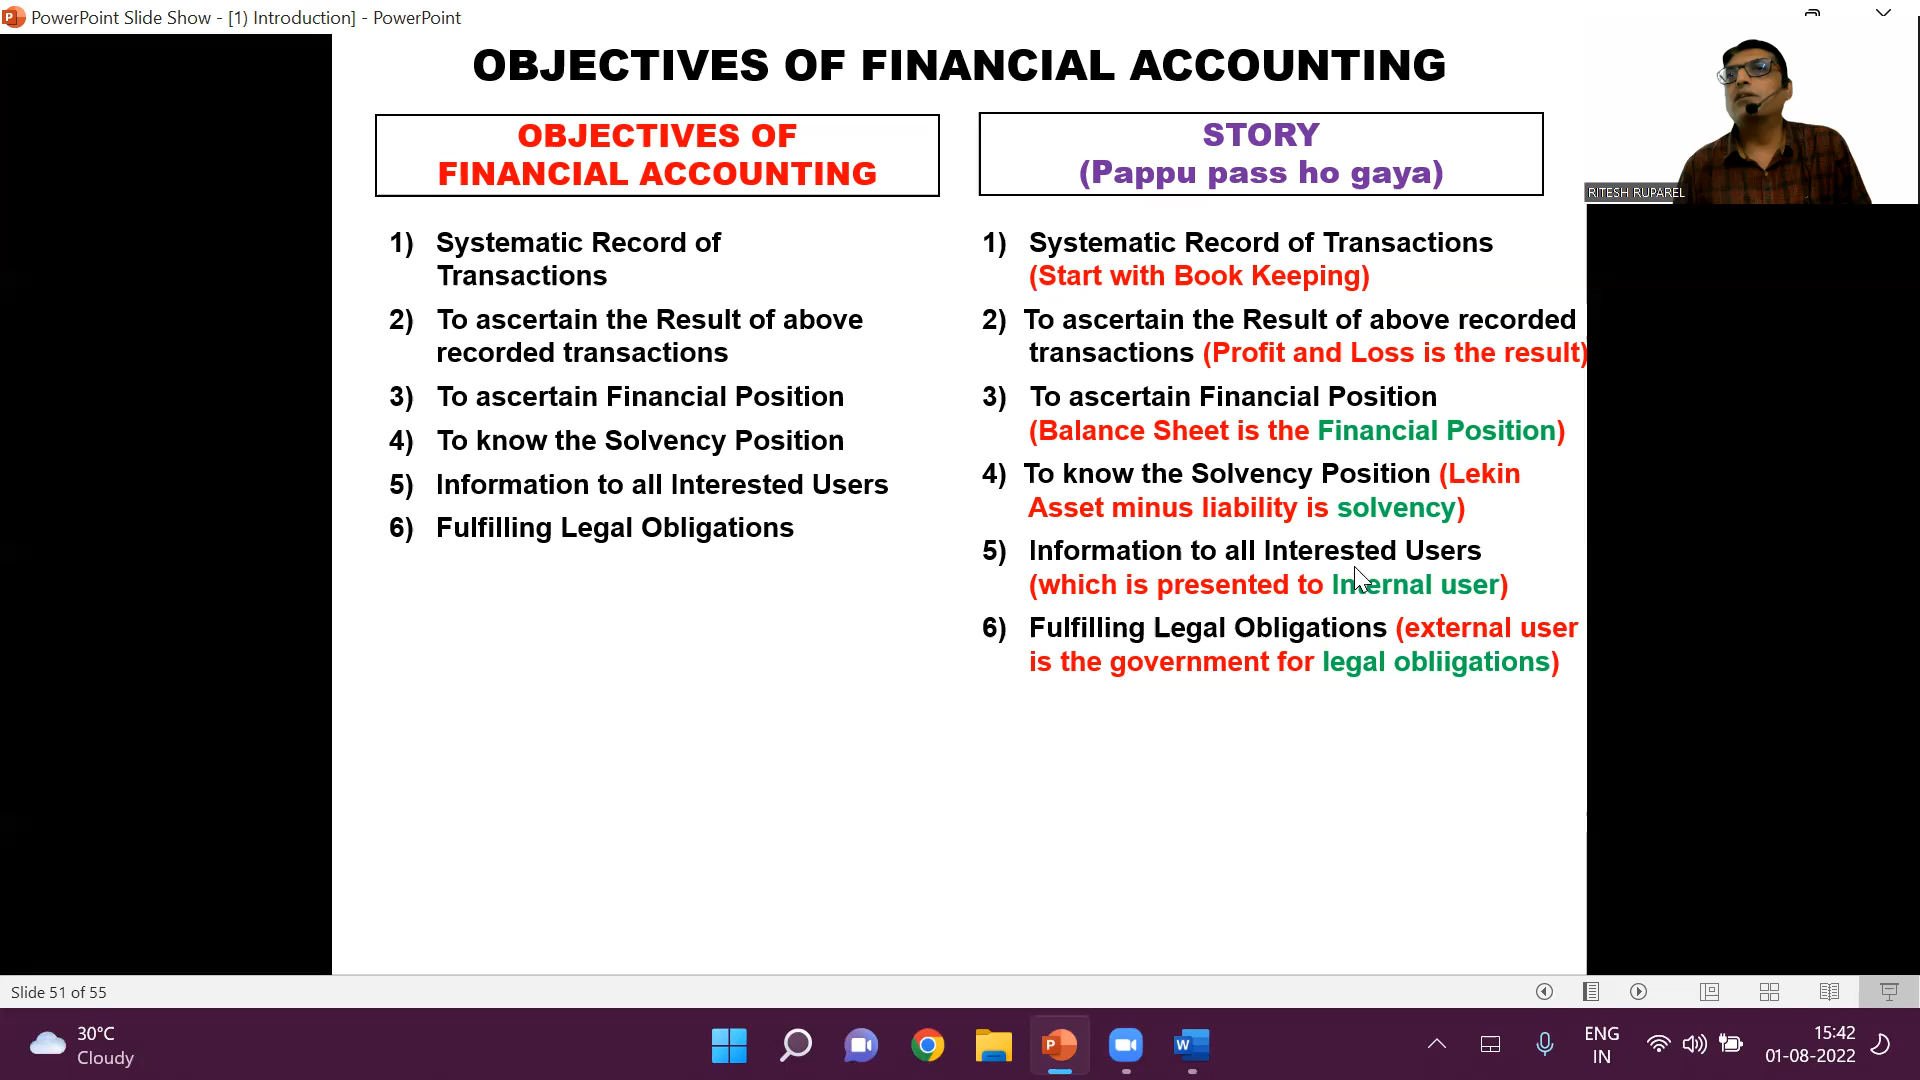 PowerPoint Slide Show - [1) Introduction] - PowerPoint
OBJECTIVES OF FINANCIAL ACCOUNTING
OBJECTIVES OF
FINANCIAL ACCOUNTING
1) Systematic Record of
Transactions
2) To ascertain the Result of above
recorded transactions
3) To ascertain Financial Position
4) To know the Solvency Position
5) Information to all Interested Users
6) Fulfilling Legal Obligations
STORY
(Pappu pass ho gaya)
1) Systematic Record of Transactions
(Start with Book Keeping)
2) To ascertain the Result of above recorded
transactions (Profit and Loss is the result)
3) To ascertain Financial Position
(Balance Sheet is the Financial Position)
4) To know the Solvency Position (Lekin
Asset minus liability is solvency)
5) Information to all Interested Users
(which is presented to Internal user)
6) Fulfilling Legal Obligations (external user
is the government for legal obliigations)
RITESH RUPAREL
Slide 51 of 55
30°C
Cloudy
P
W
ENG
IN
15:42
01-08-2022